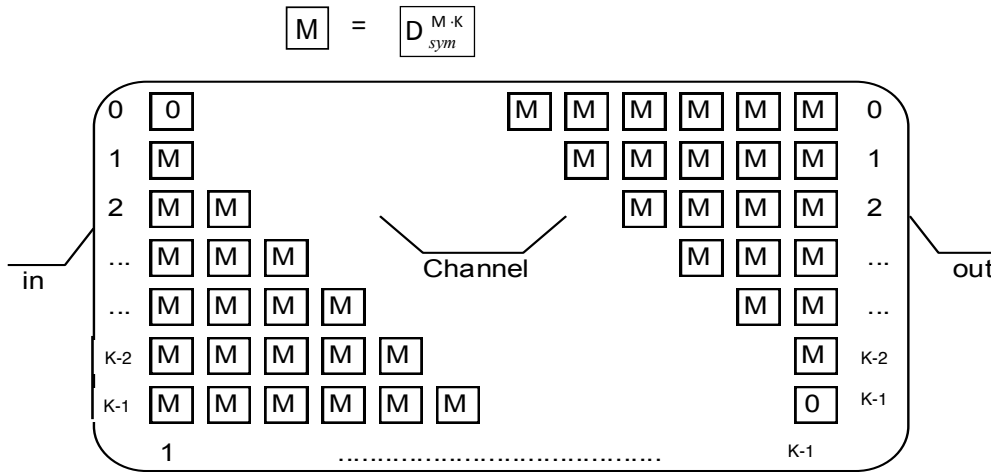 M = D sym M·K
0 0 M M M M M M 0
1 M M M M M M 1
2 M M M M M M 2
... M M M M M M ...
in Channel out
... M M M M M M ...
K-2 M M M M M M K-2
K-1 M M M M M M 0 K-1
1 ....................................... K-1